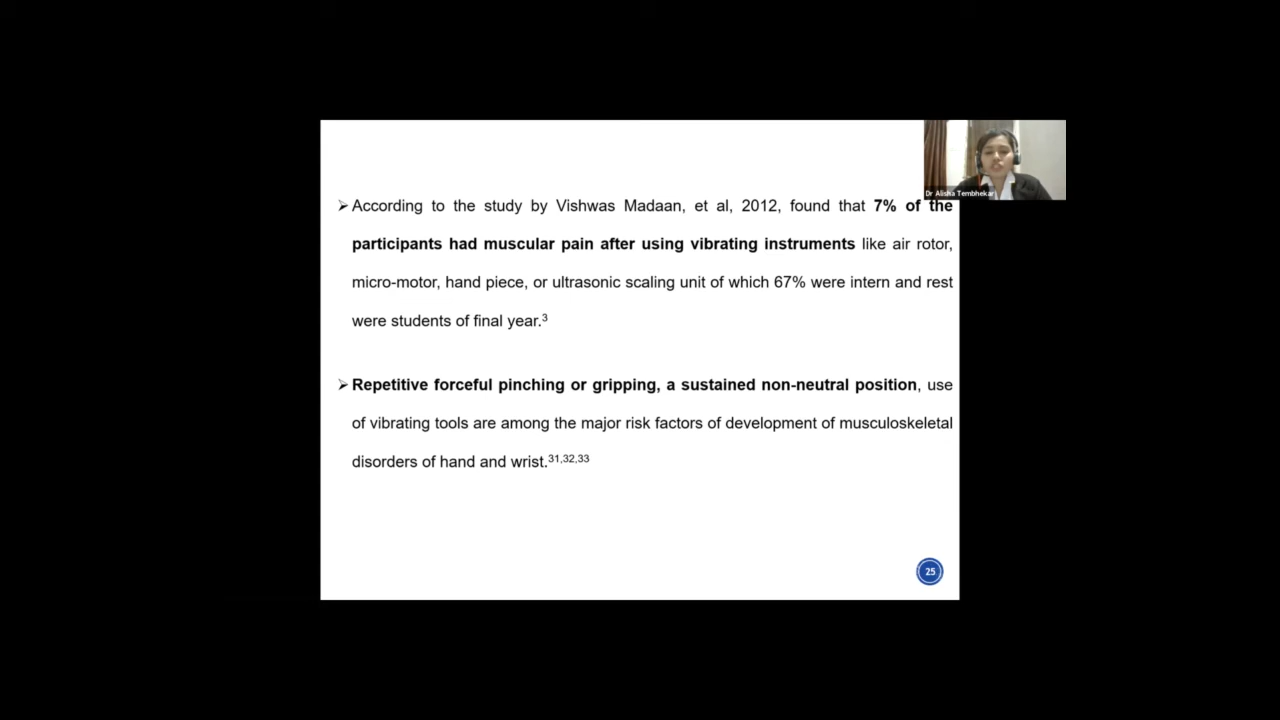 Dr Alisha Tembhekar
➢According to the study by Vishwas Madaan, et al, 2012, found that 7% of the
participants had muscular pain after using vibrating instruments like air rotor,
micro-motor, hand piece, or ultrasonic scaling unit of which 67% were intern and rest
were students of final year.³
➢Repetitive forceful pinching or gripping, a sustained non-neutral position, use
of vibrating tools are among the major risk factors of development of musculoskeletal
disorders of hand and wrist.³¹,³²,³³
25